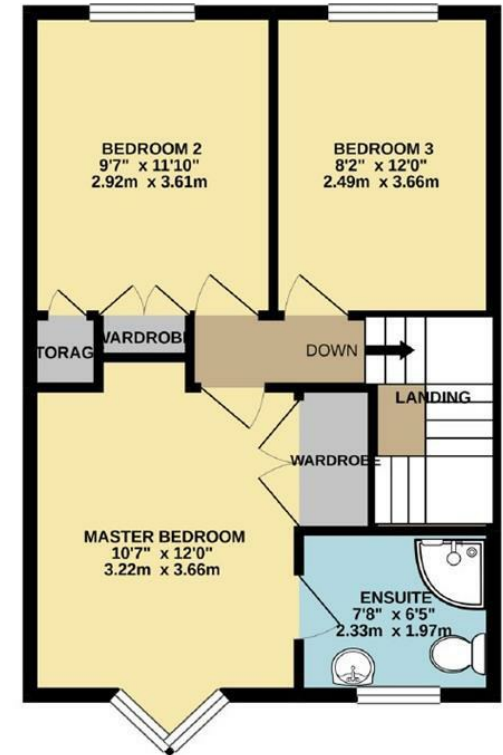 BEDROOM 2
9'7" x 11'10"
2.92m x 3.61m
BEDROOM 3
8'2" x 12'0"
2.49m x 3.66m
TORAG
WARDROBE
DOWN
LANDING
WARDROBE
MASTER BEDROOM
10'7" x 12'0"
3.22m x 3.66m
ENSUITE
7'8" x 6'5"
2.33m x 1.97m